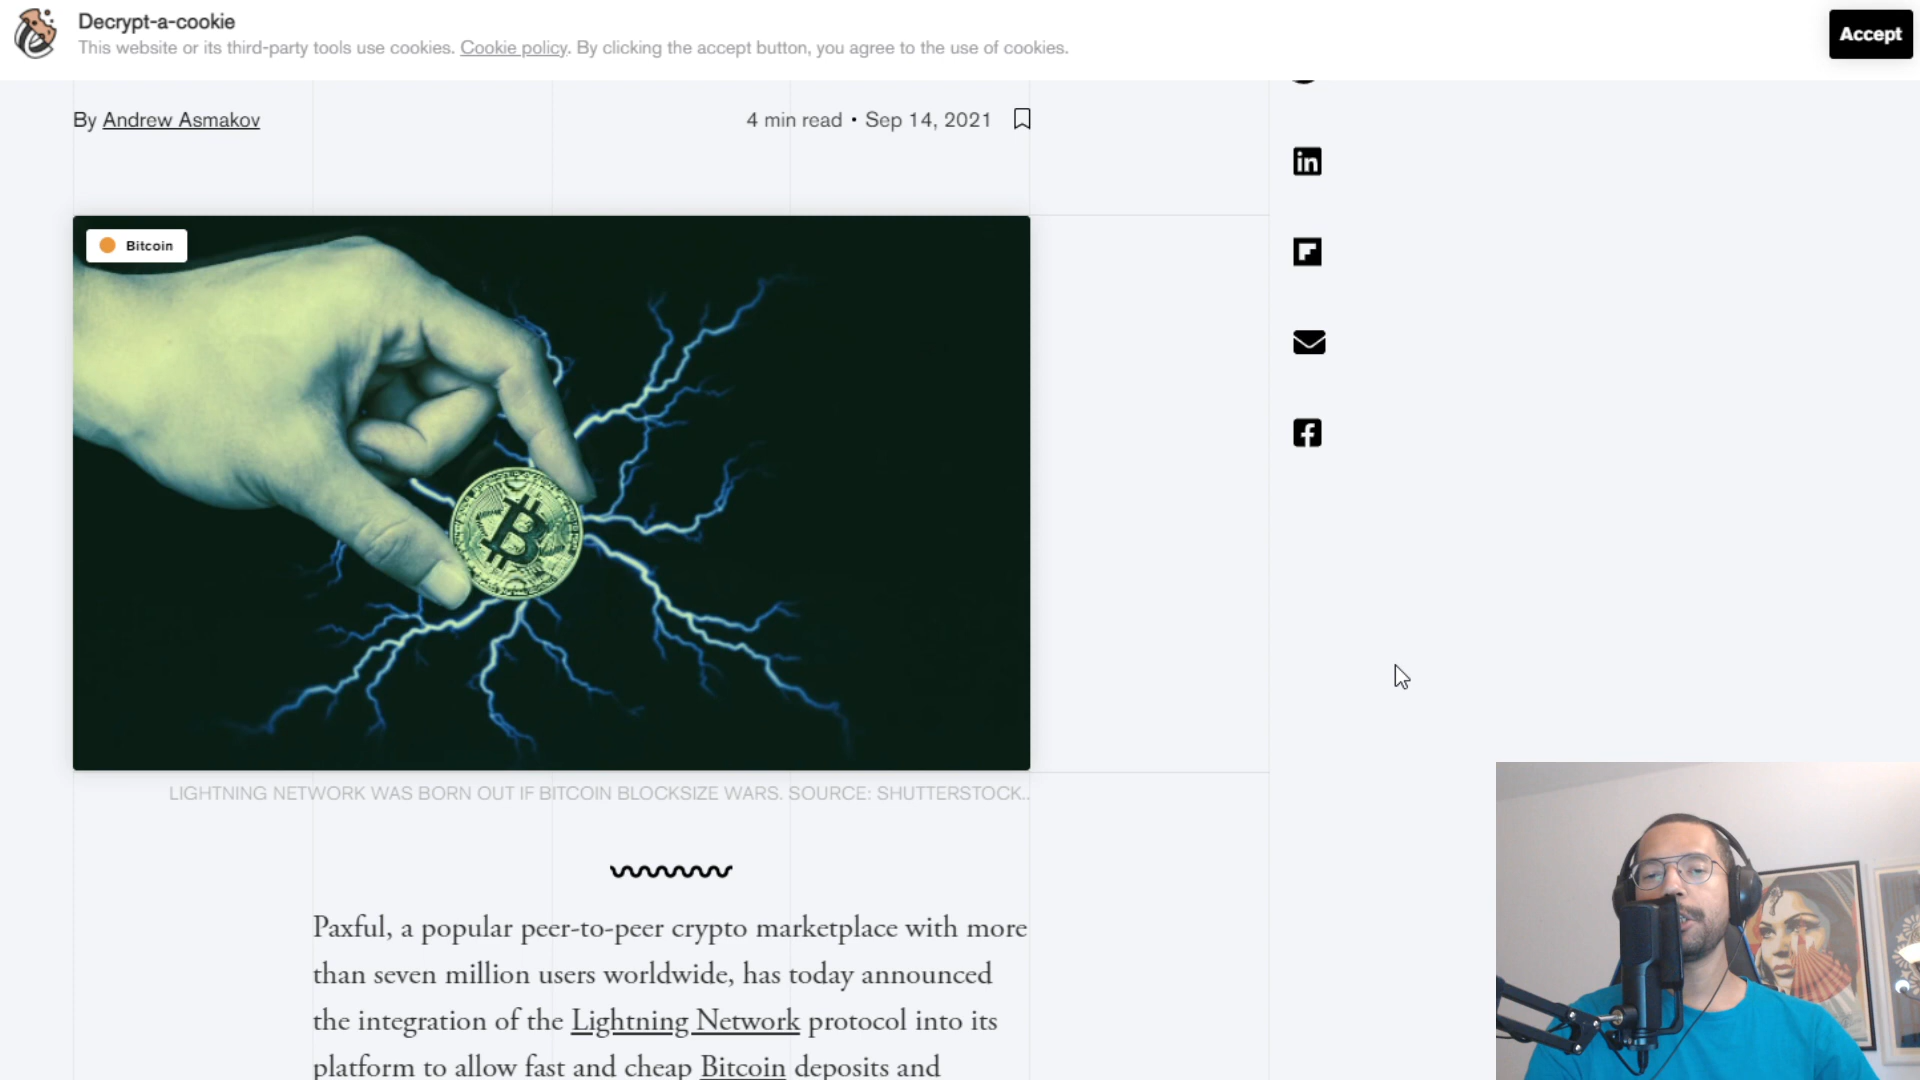 Decrypt-a-cookie
This website or its third-party tools use cookies. Cookie policy. By clicking the accept button, you agree to the use of cookies.
Accept
By Andrew Asmakov
4 min read • Sep 14, 2021
Bitcoin
LIGHTNING NETWORK WAS BORN OUT IF BITCOIN BLOCKSIZE WARS. SOURCE: SHUTTERSTOCK..
Paxful, a popular peer-to-peer crypto marketplace with more
than seven million users worldwide, has today announced
the integration of the Lightning Network protocol into its
platform to allow fast and cheap Bitcoin deposits and